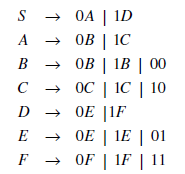 S → 0A | 1D
A → 0B | 1C
B → 0B | 1B | 00
C → 0C | 1C | 10
D → 0E |1F
E → 0E | 1E | 01
F → 0F | 1F | 11